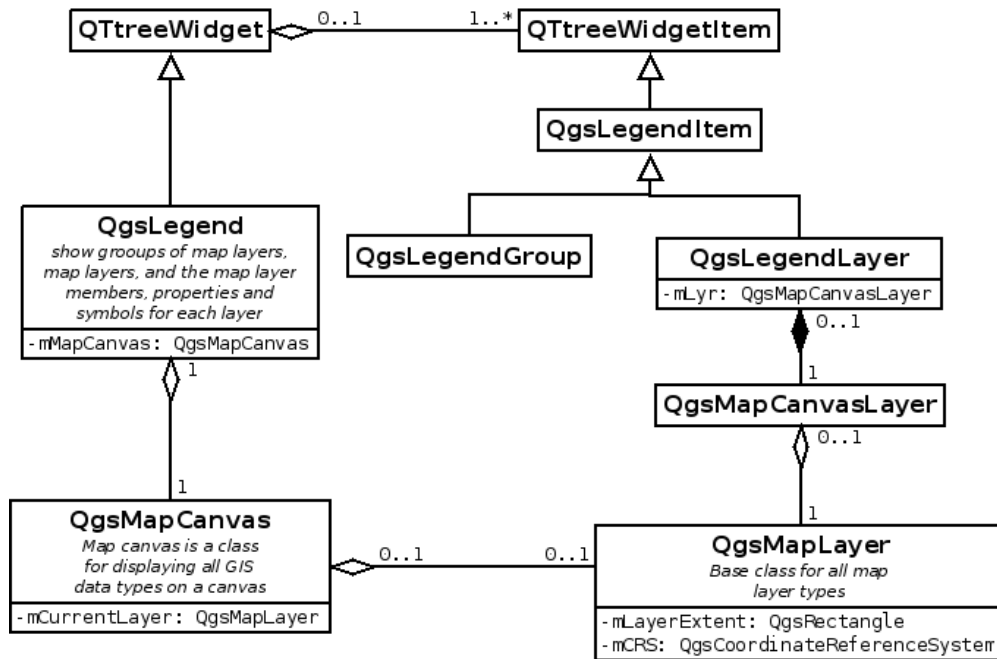 QTtreeWidget
0..1
1..*
QTtreeWidgetItem
QgsLegendItem
QgsLegend
show grooups of map layers,
map layers, and the map layer
members, properties and
symbols for each layer
-mMapCanvas: QgsMapCanvas
QgsLegendGroup
QgsLegendLayer
-mLyr: QgsMapCanvasLayer
0..1
1
QgsMapCanvasLayer
0..1
1
1
1
QgsMapCanvas
Map canvas is a class
for displaying all GIS
data types on a canvas
-mCurrentLayer: QgsMapLayer
0..1
0..1
QgsMapLayer
Base class for all map
layer types
-mLayerExtent: QgsRectangle
-mCRS: QgsCoordinateReferenceSystem